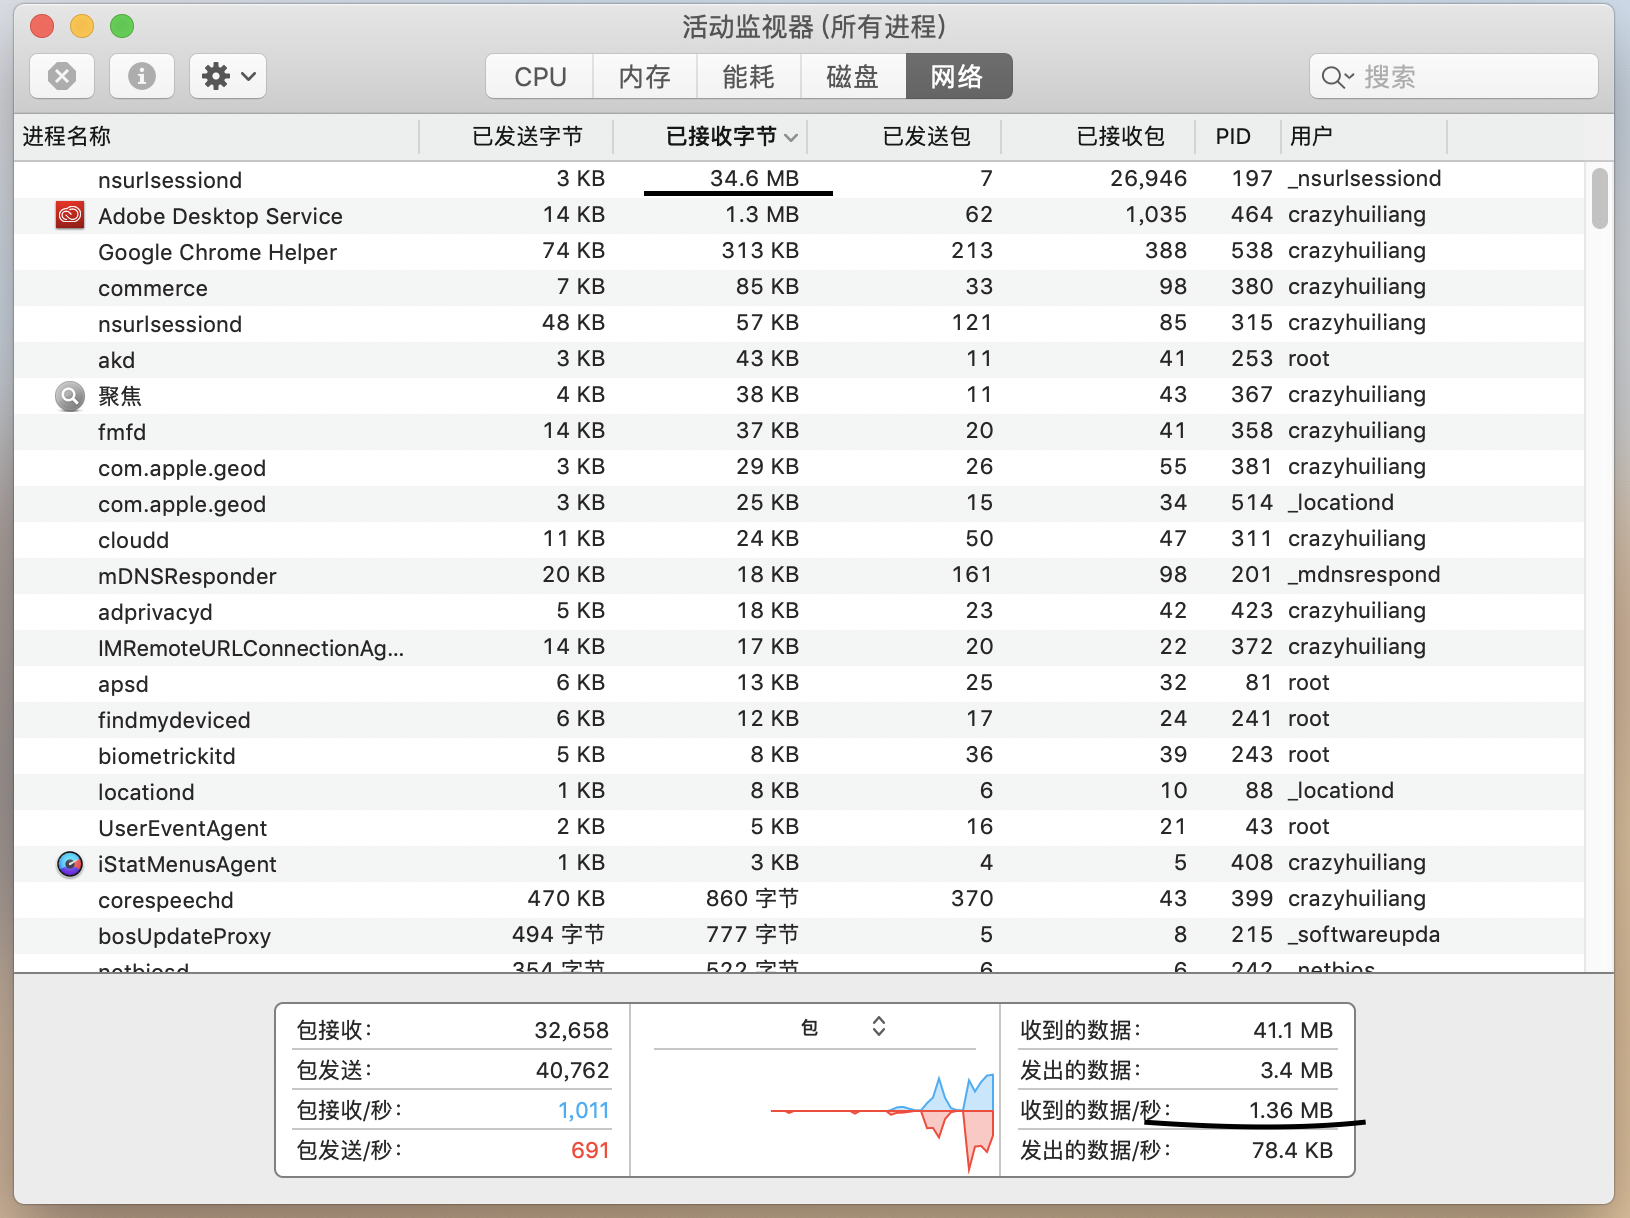 活动监视器 (所有进程)
CPU 内存 能耗 磁盘 网络 搜索
进程名称 已发送字节 已接收字节 已发送包 已接收包 PID 用户
nsurlsessiond 3 KB 34.6 MB 7 26,946 197 _nsurlsessiond
Adobe Desktop Service 14 KB 1.3 MB 62 1,035 464 crazyhuiliang
Google Chrome Helper 74 KB 313 KB 213 388 538 crazyhuiliang
commerce 7 KB 85 KB 33 98 380 crazyhuiliang
nsurlsessiond 48 KB 57 KB 121 85 315 crazyhuiliang
akd 3 KB 43 KB 11 41 253 root
聚焦 4 KB 38 KB 11 43 367 crazyhuiliang
fmfd 14 KB 37 KB 20 41 358 crazyhuiliang
com.apple.geod 3 KB 29 KB 26 55 381 crazyhuiliang
com.apple.geod 3 KB 25 KB 15 34 514 _locationd
cloudd 11 KB 24 KB 50 47 311 crazyhuiliang
mDNSResponder 20 KB 18 KB 161 98 201 _mdnsrespond
adprivacyd 5 KB 18 KB 23 42 423 crazyhuiliang
IMRemoteURLConnectionAg... 14 KB 17 KB 20 22 372 crazyhuiliang
apsd 6 KB 13 KB 25 32 81 root
findmydeviced 6 KB 12 KB 17 24 241 root
biometrickitd 5 KB 8 KB 36 39 243 root
locationd 1 KB 8 KB 6 10 88 _locationd
UserEventAgent 2 KB 5 KB 16 21 43 root
iStatMenusAgent 1 KB 3 KB 4 5 408 crazyhuiliang
corespeechd 470 KB 860 字节 370 43 399 crazyhuiliang
bosUpdateProxy 494 字节 777 字节 5 8 215 _softwareupda
netbiosd 354 字节 522 字节 6 6 242 _netbios
包接收： 32,658 包 收到的数据： 41.1 MB
包发送： 40,762 发出的数据： 3.4 MB
包接收/秒： 1,011 收到的数据/秒： 1.36 MB
包发送/秒： 691 发出的数据/秒： 78.4 KB